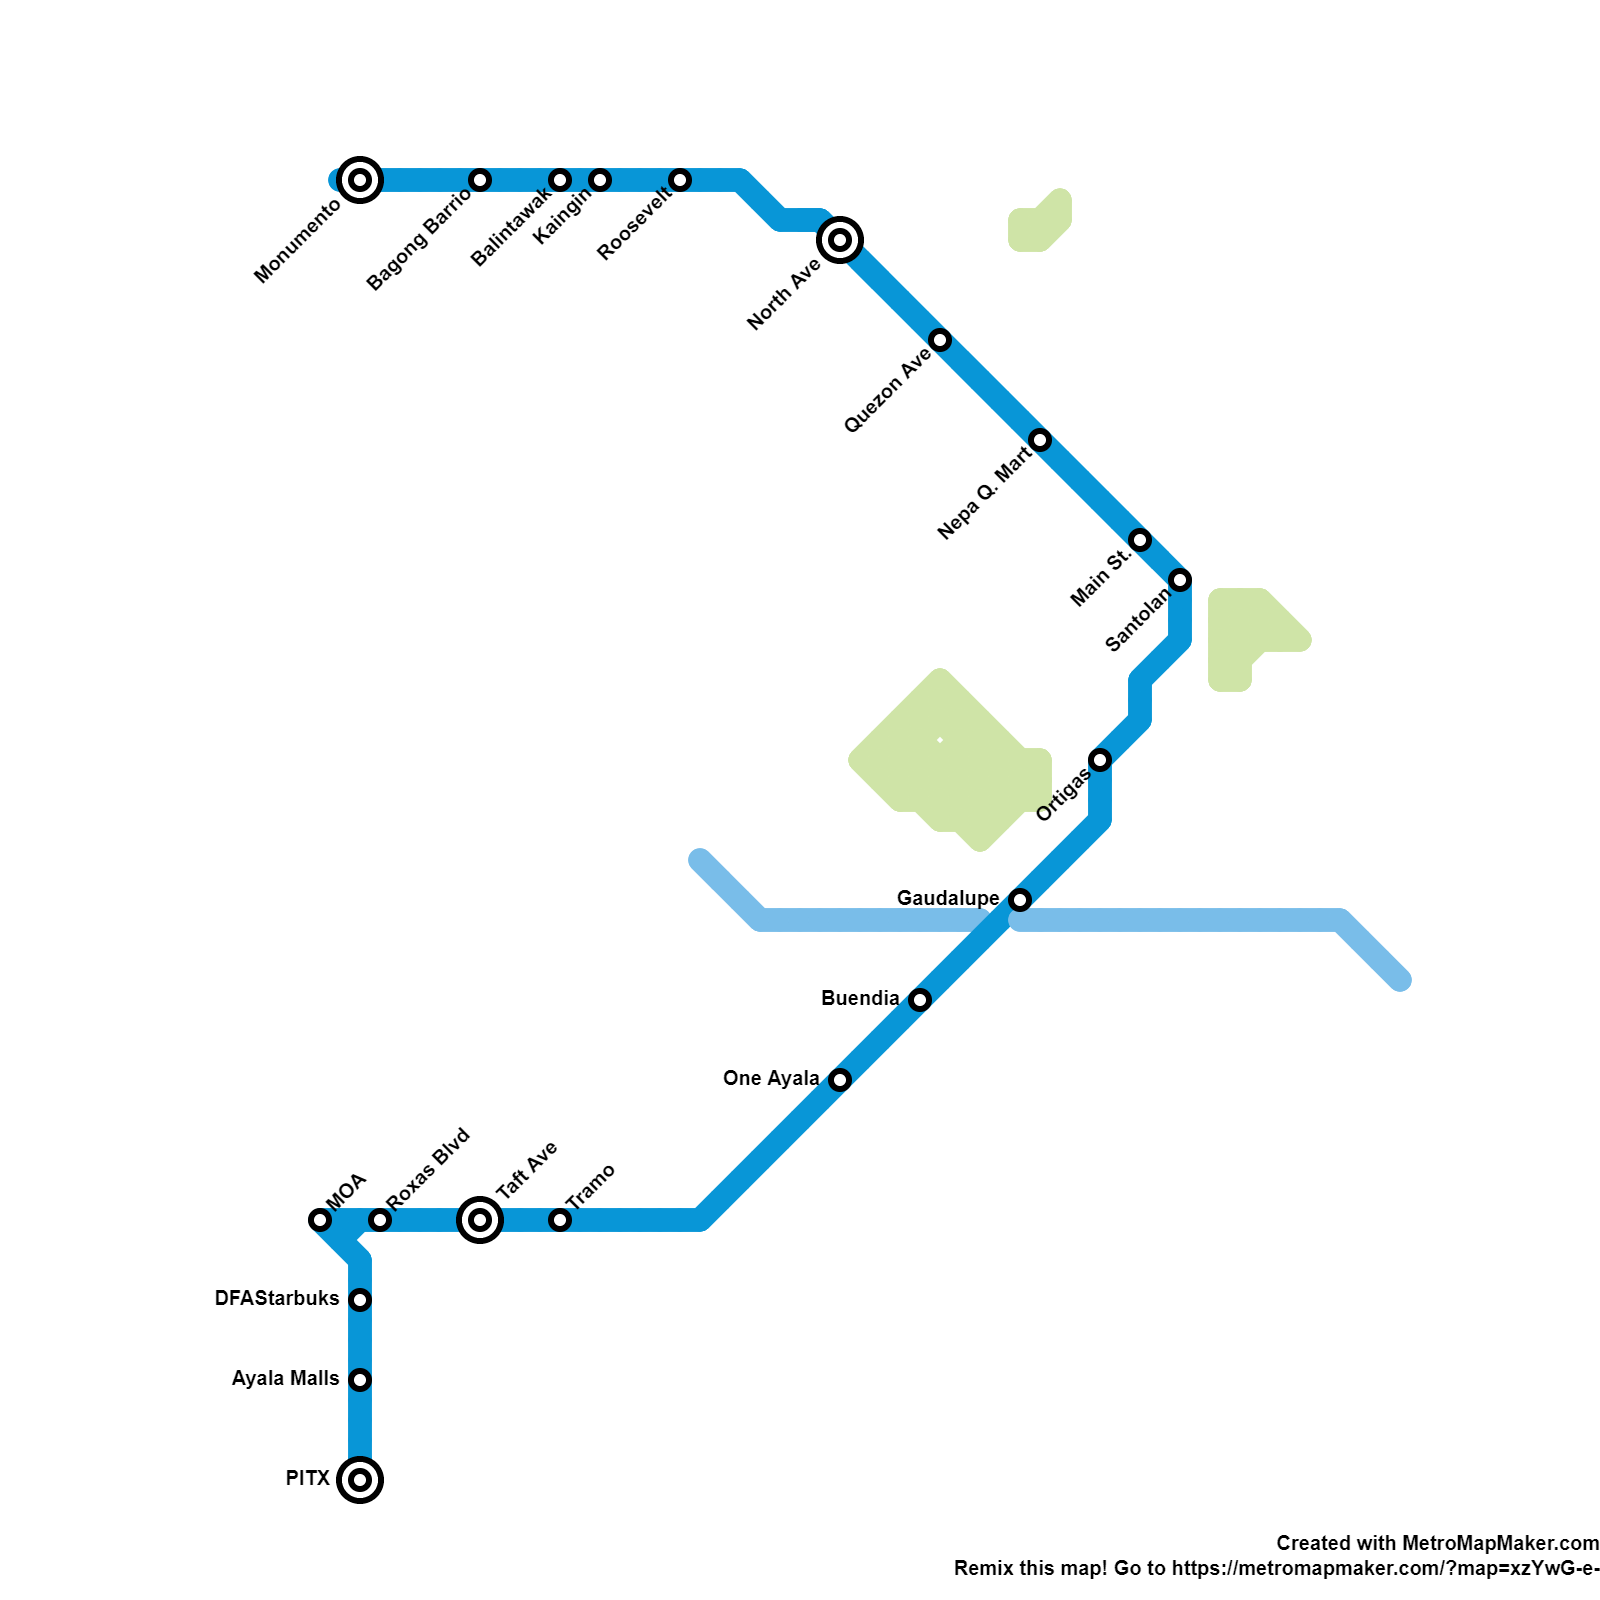 Monumento
Bagong Barrio
Balintawak
Kaingin
Roosevelt
North Ave
Quezon Ave
Nepa Q. Mart
Main St.
Santolan
Ortigas
Gaudalupe
Buendia
One Ayala
MOA
Roxas Blvd
Taft Ave
Tramo
DFAStarbuks
Ayala Malls
PITX
Created with MetroMapMaker.com
Remix this map! Go to https://metromapmaker.com/?map=xzYwG-e-